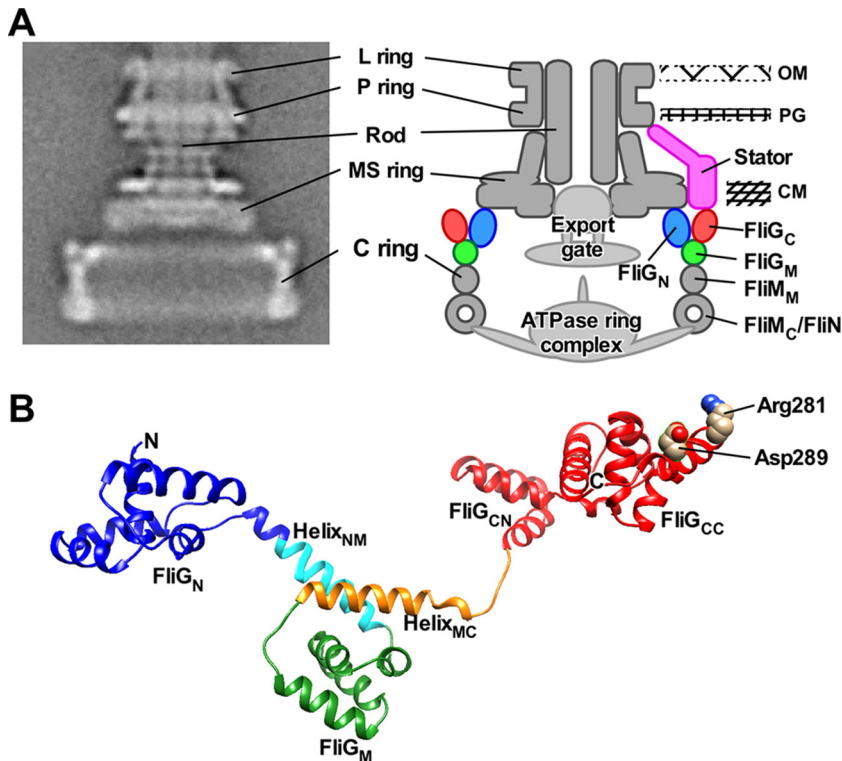 A
L ring
P ring
Rod
MS ring
C ring
OM
PG
Stator
CM
Export
gate
FliG_N
FliG_C
FliG_M
FliM_M
FliM_C/FliN
ATPase ring
complex
B
N
FliG_N
Helix_NM
Helix_MC
FliG_M
FliG_CN
C
FliG_CC
Arg281
Asp289